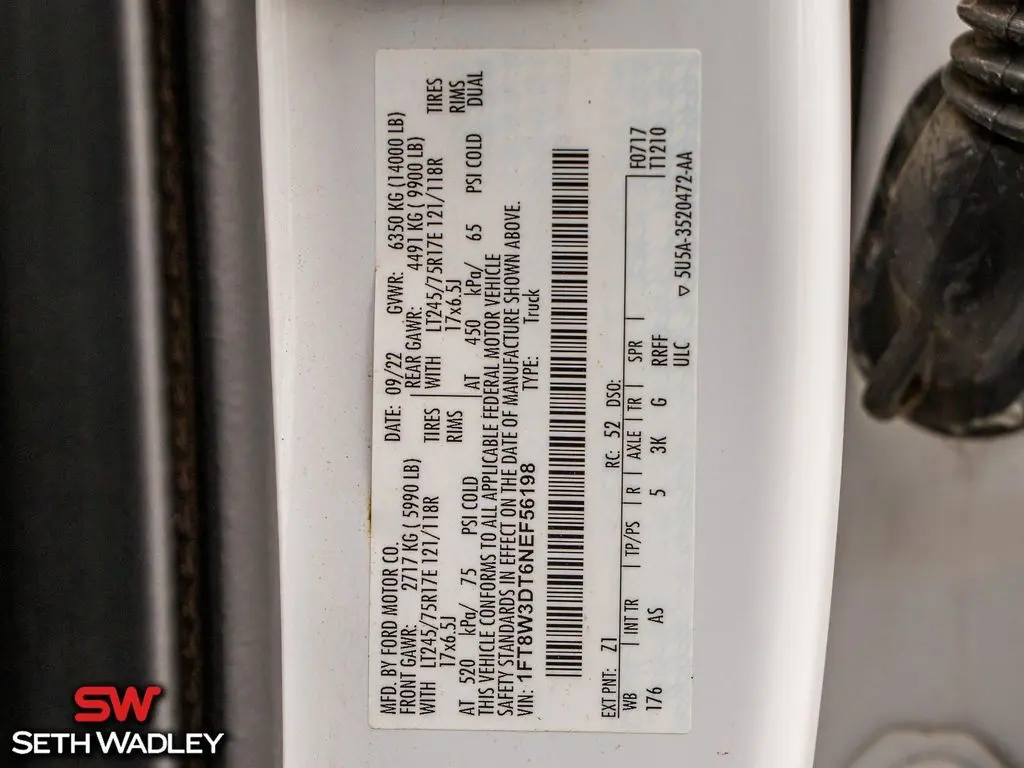 MFD. BY FORD MOTOR CO.
DATE: 09/22 GVWR: 6350 KG (14000 LB)
FRONT GAWR: 2717 KG ( 5990 LB)
REAR GAWR: 4491 KG ( 9900 LB)
WITH LT245/75R17E 121/118R TIRES
WITH LT245/75R17E 121/118R TIRES
17x6.5J RIMS
17x6.5J RIMS
AT 520 kPa/ 75 PSI COLD
AT 450 kPa/ 65 PSI COLD DUAL
THIS VEHICLE CONFORMS TO ALL APPLICABLE FEDERAL MOTOR VEHICLE
SAFETY STANDARDS IN EFFECT ON THE DATE OF MANUFACTURE SHOWN ABOVE.
VIN: 1FT8W3DT6NEF56198 TYPE: Truck
EXT PNT: Z1 RC: 52 DSO:
F0717
WB INT TR TP/PS R AXLE TR SPR T1210
176 AS 5 3K G RREF
ULC ▽ 5U5A-3520472-AA
SW
SETH WADLEY